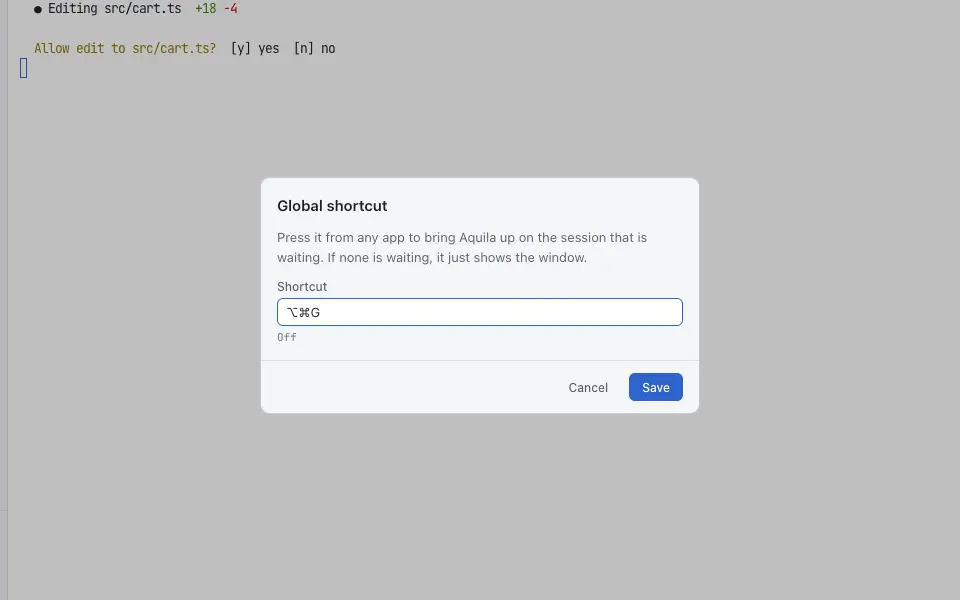 ● Editing src/cart.ts +18 -4
Allow edit to src/cart.ts? [y] yes [n] no
Global shortcut
Press it from any app to bring Aquila up on the session that is
waiting. If none is waiting, it just shows the window.
Shortcut
⌥⌘G
Off
Cancel Save